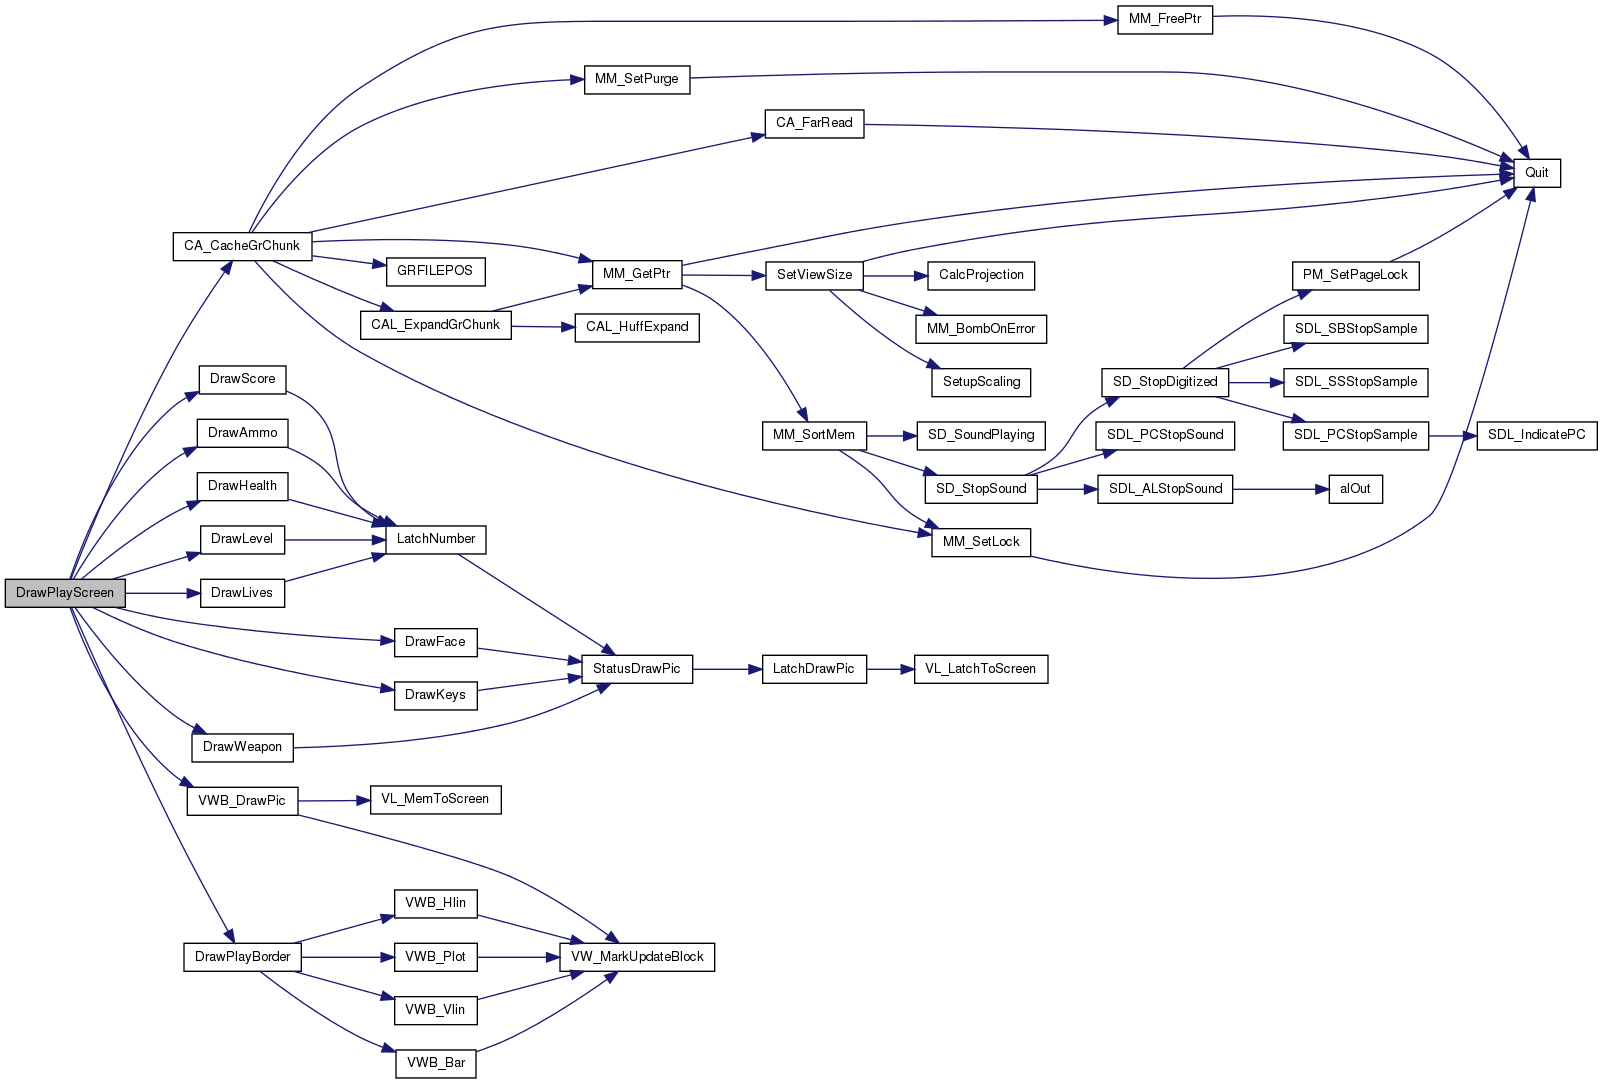 MM_FreePtr
MM_SetPurge
CA_FarRead
Quit
CA_CacheGrChunk
GRFILEPOS
MM_GetPtr
SetViewSize
CalcProjection
PM_SetPageLock
CAL_ExpandGrChunk
CAL_HuffExpand
MM_BombOnError
SDL_SBStopSample
DrawScore
SetupScaling
SD_StopDigitized
SDL_SSStopSample
DrawAmmo
MM_SortMem
SD_SoundPlaying
SDL_PCStopSound
SDL_PCStopSample
SDL_IndicatePC
DrawHealth
SD_StopSound
SDL_ALStopSound
alOut
DrawLevel
LatchNumber
MM_SetLock
DrawPlayScreen
DrawLives
DrawFace
StatusDrawPic
LatchDrawPic
VL_LatchToScreen
DrawKeys
DrawWeapon
VWB_DrawPic
VL_MemToScreen
VWB_Hlin
DrawPlayBorder
VWB_Plot
VW_MarkUpdateBlock
VWB_Vlin
VWB_Bar